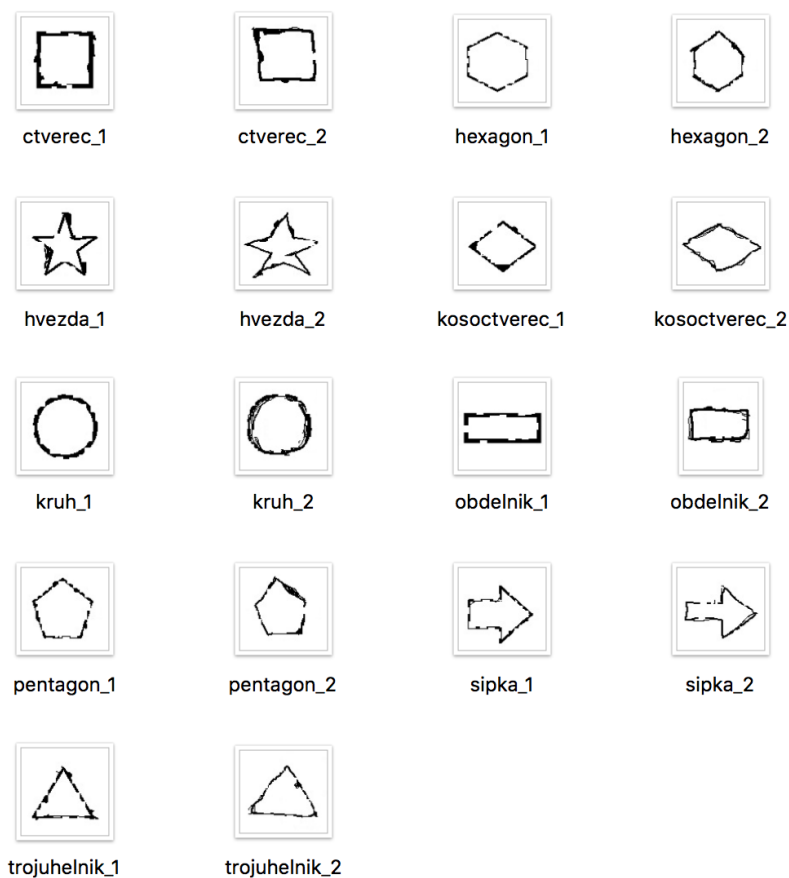 ctverec_1 ctverec_2 hexagon_1 hexagon_2
hvezda_1 hvezda_2 kosoctverec_1 kosoctverec_2
kruh_1 kruh_2 obdelnik_1 obdelnik_2
pentagon_1 pentagon_2 sipka_1 sipka_2
trojuhelnik_1 trojuhelnik_2